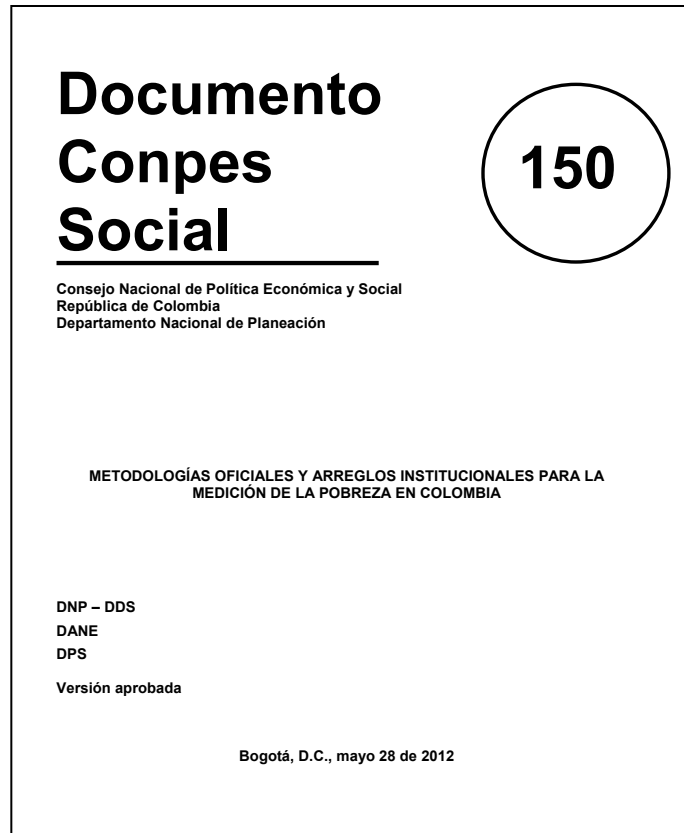 Documento
Conpes
Social
150
Consejo Nacional de Política Económica y Social
República de Colombia
Departamento Nacional de Planeación
METODOLOGÍAS OFICIALES Y ARREGLOS INSTITUCIONALES PARA LA
MEDICIÓN DE LA POBREZA EN COLOMBIA
DNP – DDS
DANE
DPS
Versión aprobada
Bogotá, D.C., mayo 28 de 2012